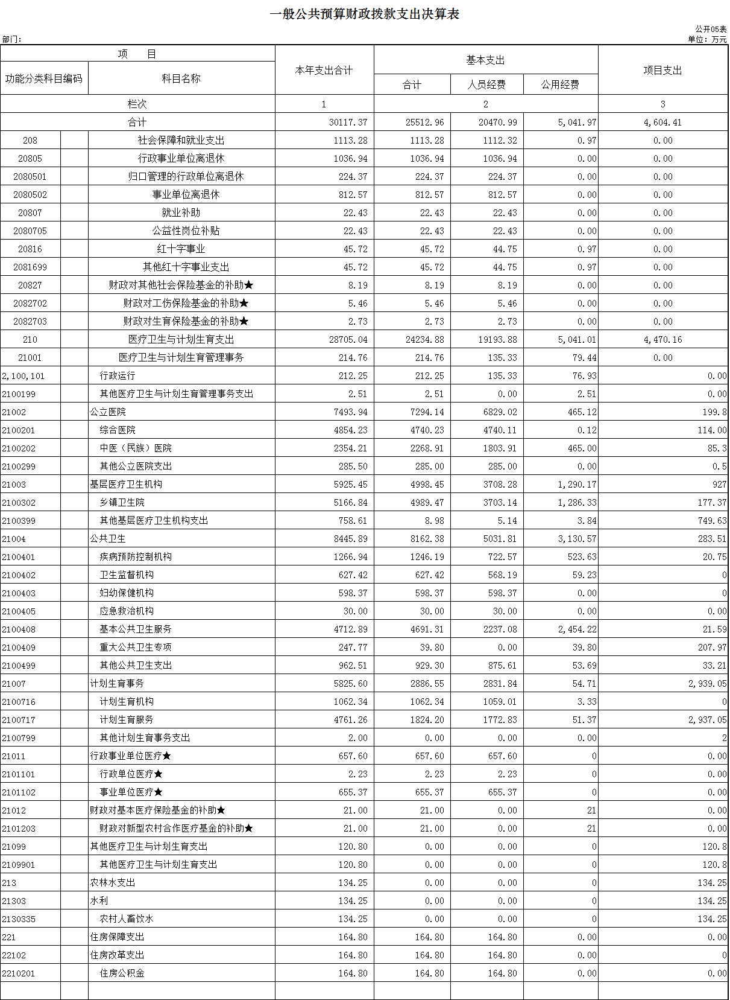 一般公共预算财政拨款支出决算表
公开05表
部门： 单位：万元
项 目 本年支出合计 基本支出 项目支出
功能分类科目编码 科目名称 合计 人员经费 公用经费
栏次 1 2 3
合计 30117.37 25512.96 20470.99 5,041.97 4,604.41
208 社会保障和就业支出 1113.28 1113.28 1112.32 0.97 0.00
20805 行政事业单位离退休 1036.94 1036.94 1036.94 0.00 0.00
2080501 归口管理的行政单位离退休 224.37 224.37 224.37 0.00 0.00
2080502 事业单位离退休 812.57 812.57 812.57 0.00 0.00
20807 就业补助 22.43 22.43 22.43 0.00 0.00
2080705 公益性岗位补贴 22.43 22.43 22.43 0.00 0.00
20816 红十字事业 45.72 45.72 44.75 0.97 0.00
2081699 其他红十字事业支出 45.72 45.72 44.75 0.97 0.00
20827 财政对其他社会保险基金的补助★ 8.19 8.19 8.19 0.00 0.00
2082702 财政对工伤保险基金的补助★ 5.46 5.46 5.46 0.00 0.00
2082703 财政对生育保险基金的补助★ 2.73 2.73 2.73 0.00 0.00
210 医疗卫生与计划生育支出 28705.04 24234.88 19193.88 5,041.01 4,470.16
21001 医疗卫生与计划生育管理事务 214.76 214.76 135.33 79.44 0.00
2,100,101 行政运行 212.25 212.25 135.33 76.93 0.00
2100199 其他医疗卫生与计划生育管理事务支出 2.51 2.51 0.00 2.51 0.00
21002 公立医院 7493.94 7294.14 6829.02 465.12 199.8
2100201 综合医院 4854.23 4740.23 4740.11 0.12 114.00
2100202 中医（民族）医院 2354.21 2268.91 1803.91 465.00 85.3
2100299 其他公立医院支出 285.50 285.00 285.00 0.00 0.5
21003 基层医疗卫生机构 5925.45 4998.45 3708.28 1,290.17 927
2100302 乡镇卫生院 5166.84 4989.47 3703.14 1,286.33 177.37
2100399 其他基层医疗卫生机构支出 758.61 8.98 5.14 3.84 749.63
21004 公共卫生 8445.89 8162.38 5031.81 3,130.57 283.51
2100401 疾病预防控制机构 1266.94 1246.19 722.57 523.63 20.75
2100402 卫生监督机构 627.42 627.42 568.19 59.23 0
2100403 妇幼保健机构 598.37 598.37 598.37 0.00 0
2100405 应急救治机构 30.00 30.00 30.00 0.00 0.00
2100408 基本公共卫生服务 4712.89 4691.31 2237.08 2,454.22 21.59
2100409 重大公共卫生专项 247.77 39.80 0.00 39.80 207.97
2100499 其他公共卫生支出 962.51 929.30 875.61 53.69 33.21
21007 计划生育事务 5825.60 2886.55 2831.84 54.71 2,939.05
2100716 计划生育机构 1062.34 1062.34 1059.01 3.33 0
2100717 计划生育服务 4761.26 1824.20 1772.83 51.37 2,937.05
2100799 其他计划生育事务支出 2.00 0.00 0.00 0.00 2
21011 行政事业单位医疗★ 657.60 657.60 657.60 0 0.00
2101101 行政单位医疗★ 2.23 2.23 2.23 0 0.00
2101102 事业单位医疗★ 655.37 655.37 655.37 0 0.00
21012 财政对基本医疗保险基金的补助★ 21.00 21.00 0.00 21 0.00
2101203 财政对新型农村合作医疗基金的补助★ 21.00 21.00 0.00 21 0.00
21099 其他医疗卫生与计划生育支出 120.80 0.00 0.00 0 120.8
2109901 其他医疗卫生与计划生育支出 120.80 0.00 0.00 0 120.8
213 农林水支出 134.25 0.00 0.00 0 134.25
21303 水利 134.25 0.00 0.00 0 134.25
2130335 农村人畜饮水 134.25 0.00 0.00 0 134.25
221 住房保障支出 164.80 164.80 164.80 0.00 0.00
22102 住房改革支出 164.80 164.80 164.80 0.00 0
2210201 住房公积金 164.80 164.80 164.80 0.00 0.00